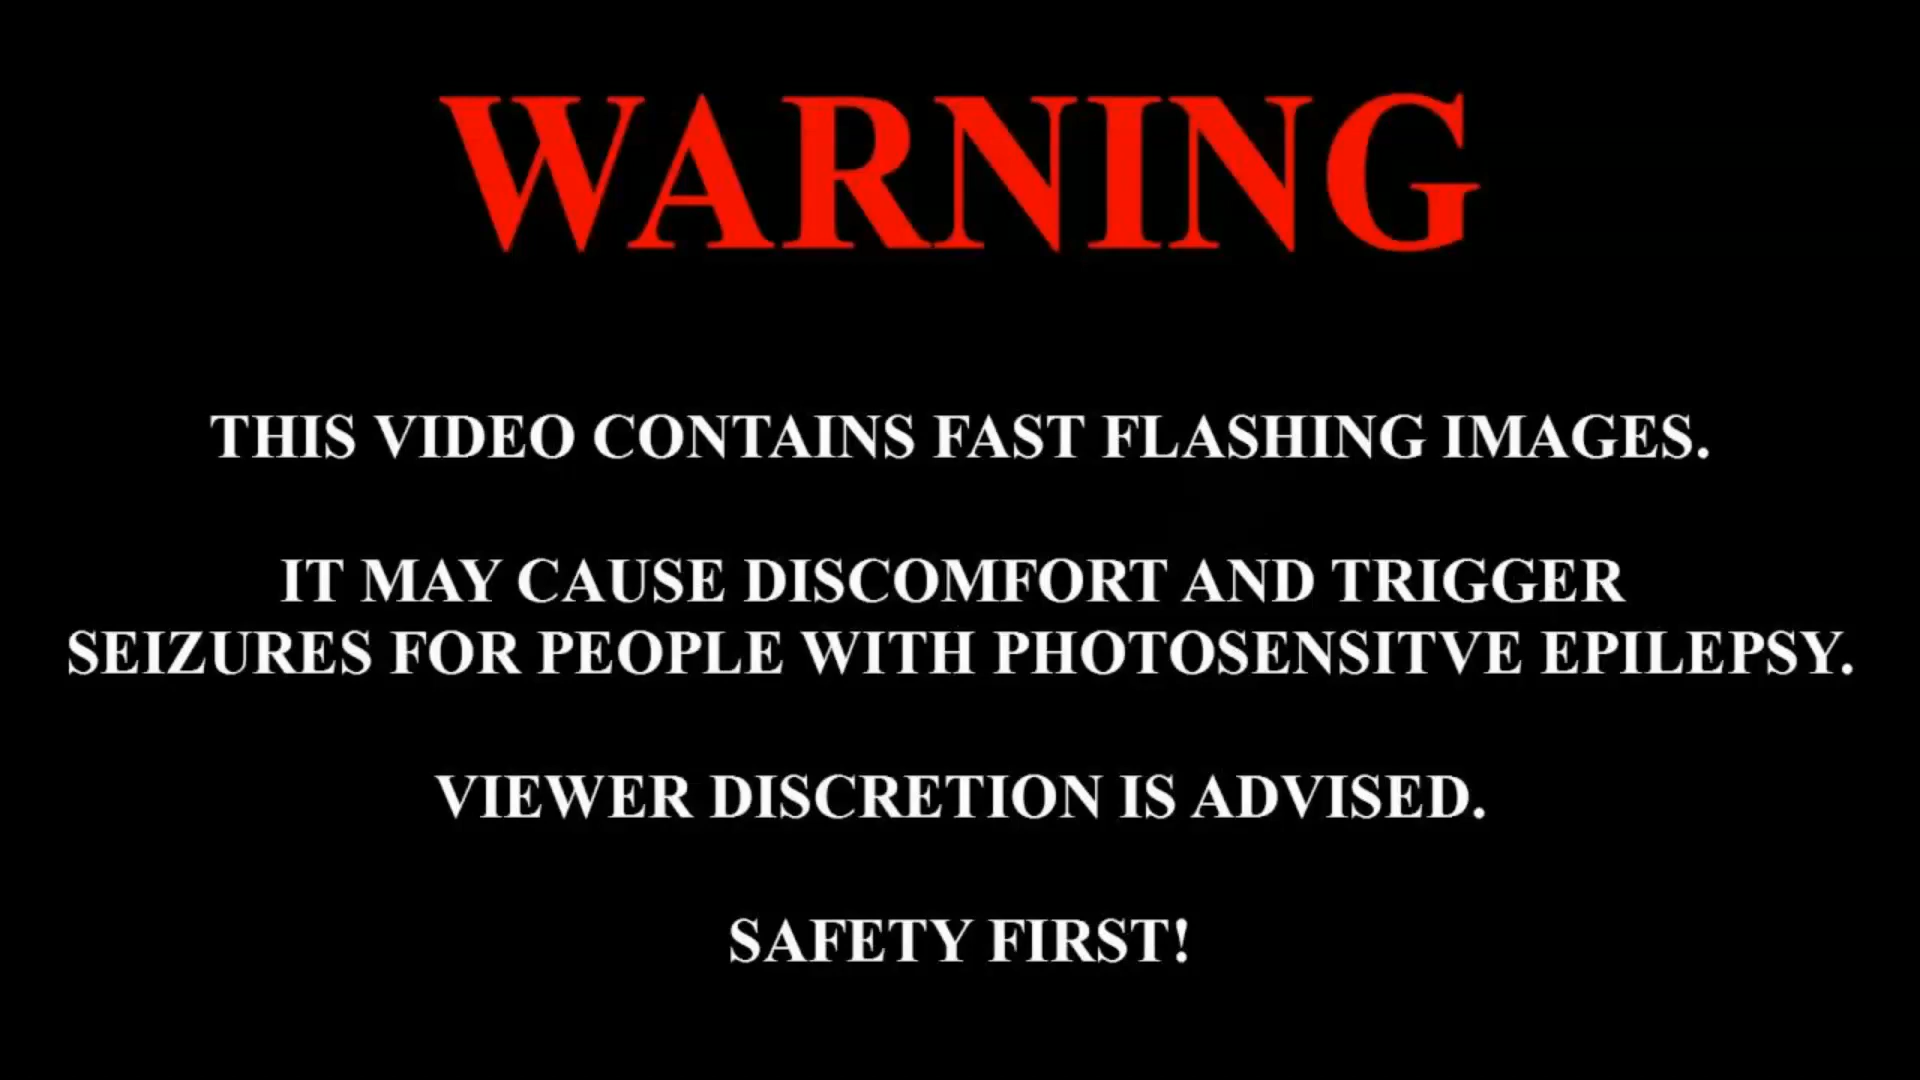 WARNING
THIS VIDEO CONTAINS FAST FLASHING IMAGES.
IT MAY CAUSE DISCOMFORT AND TRIGGER
SEIZURES FOR PEOPLE WITH PHOTOSENSITVE EPILEPSY.
VIEWER DISCRETION IS ADVISED.
SAFETY FIRST!